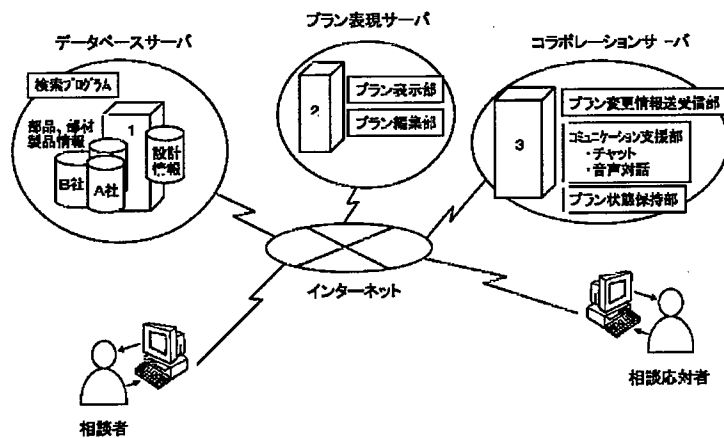 データベースサーバ
検索プログラム
部品、部材
製品情報
1
B社
A社
設計
情報
プラン表現サーバ
2
プラン表示部
プラン編集部
コラボレーションサーバ
3
プラン変更情報送受信部
コミュニケーション支援部
・チャット
・音声対話
プラン状態保持部
インターネット
相談者
相談応対者